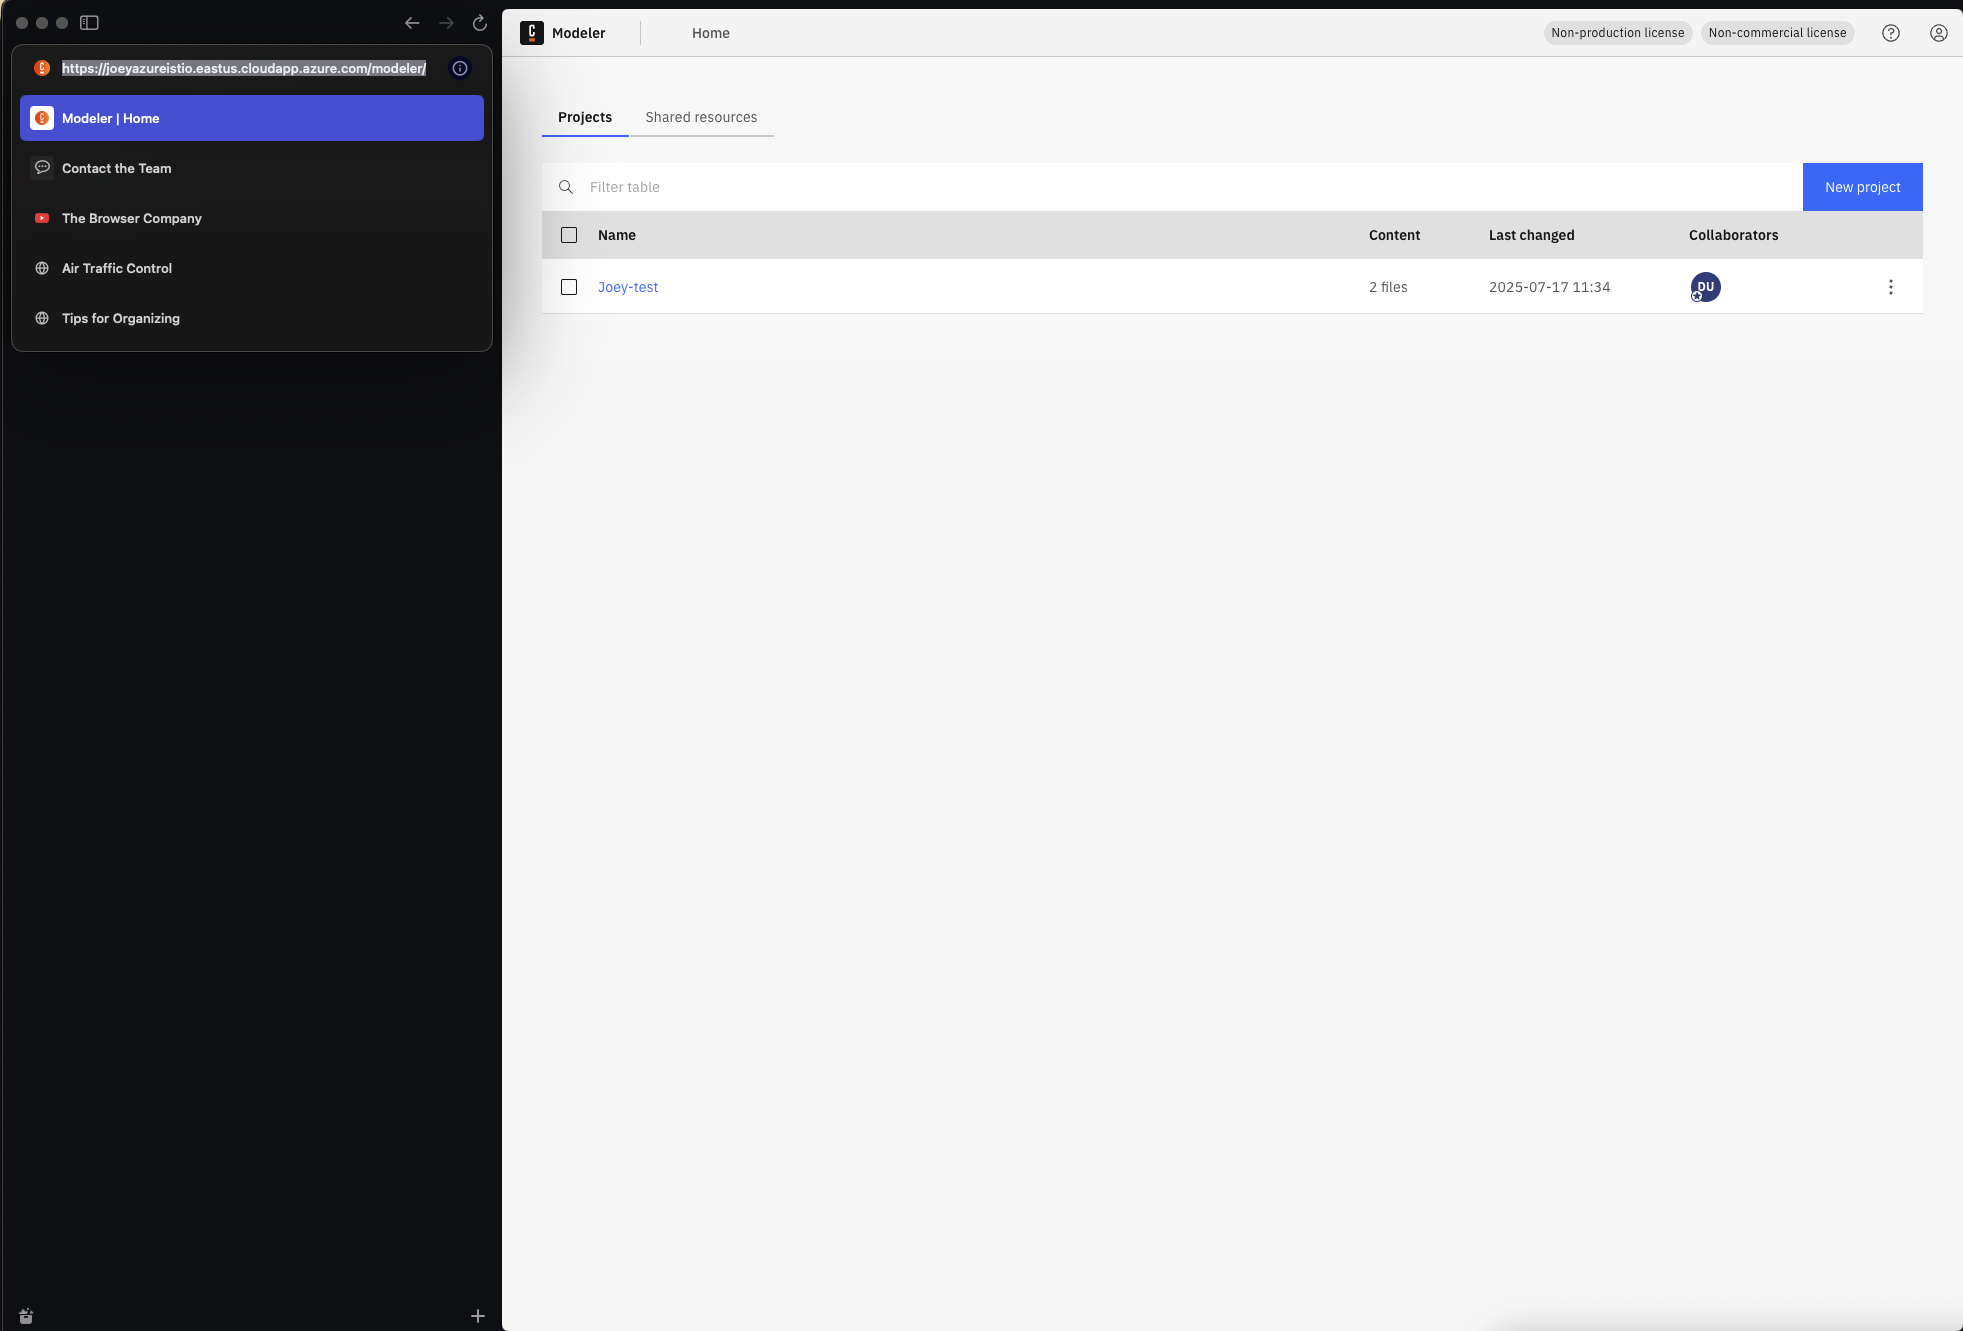 https://joeyazureistio.eastus.cloudapp.azure.com/modeler/
Modeler | Home
Contact the Team
The Browser Company
Air Traffic Control
Tips for Organizing
Modeler
Home
Non-production license
Non-commercial license
Projects
Shared resources
Filter table
New project
Name
Content
Last changed
Collaborators
Joey-test
2 files
2025-07-17 11:34
DU